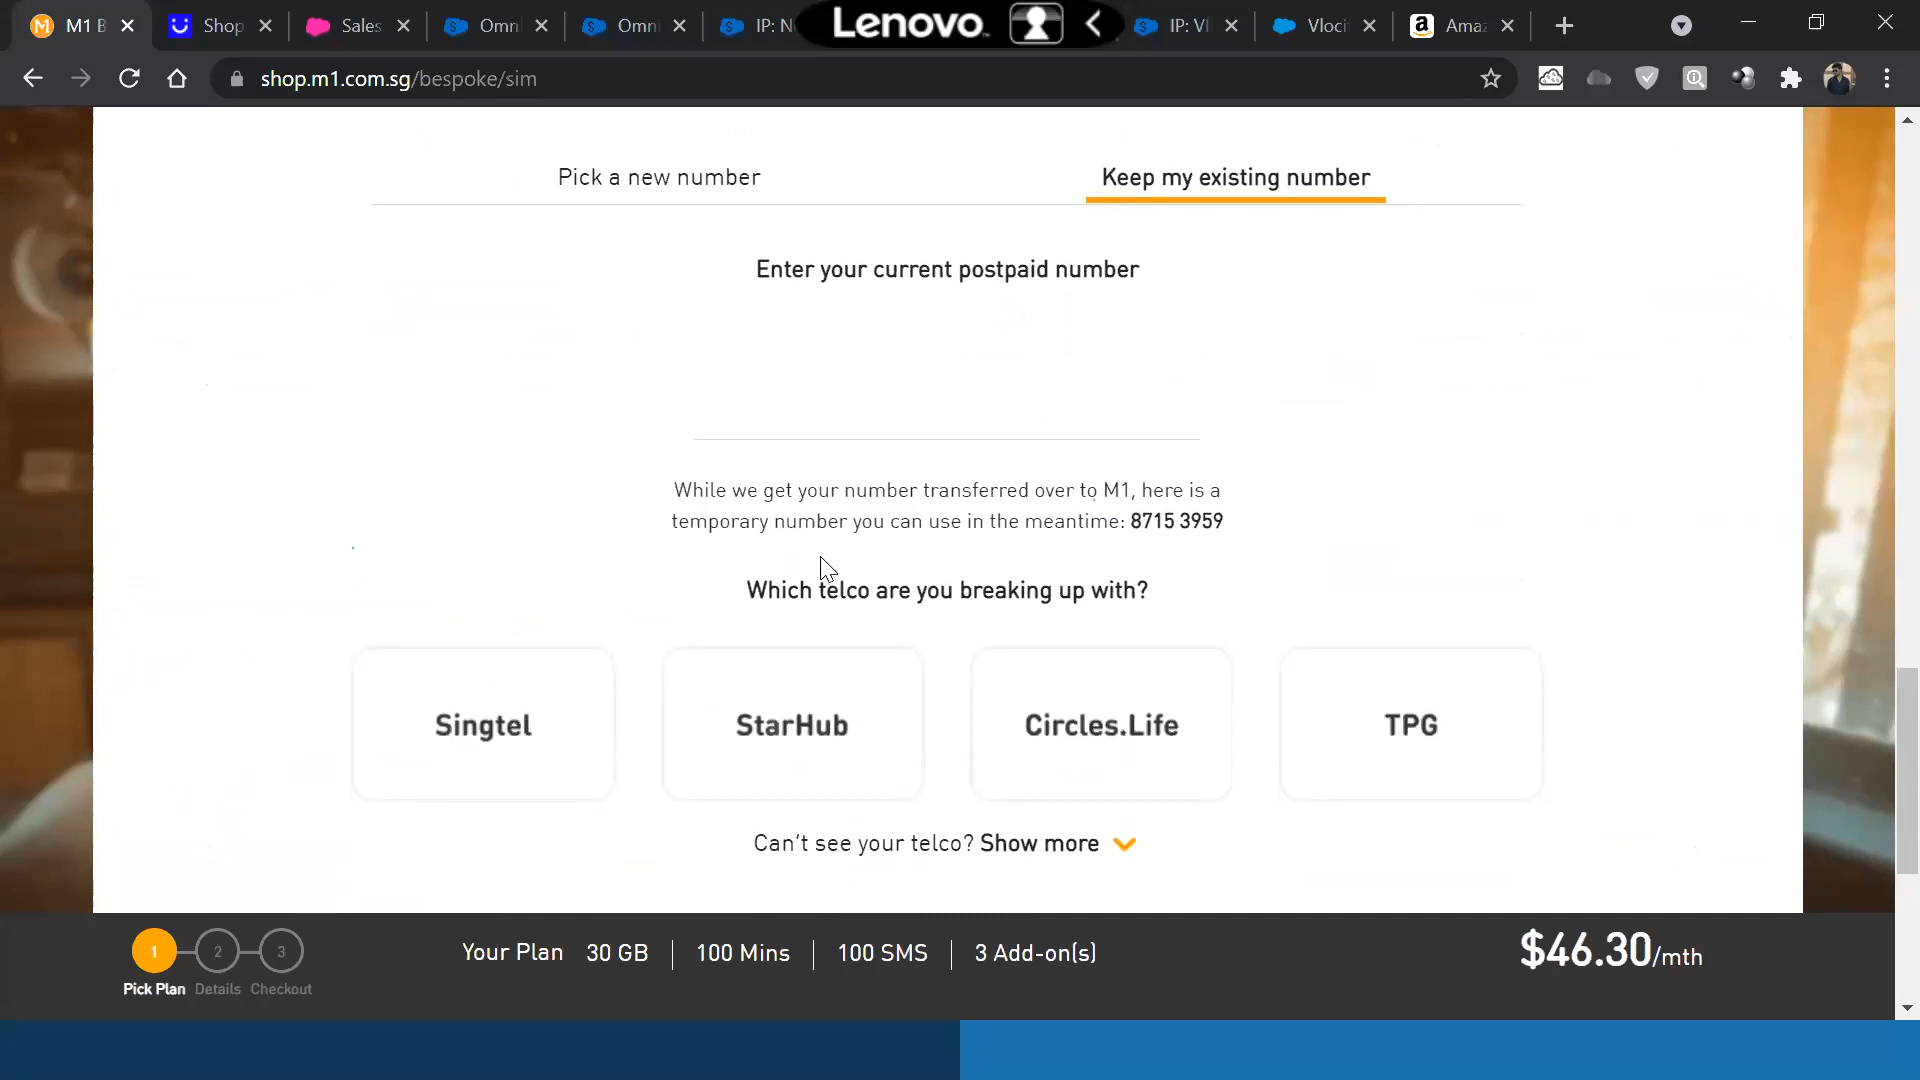 M1 B
Shop
Sales
Omni
Omni
IP: N
Lenovo
IP: Vl
Vloci
Amaz
shop.m1.com.sg/bespoke/sim
Pick a new number
Keep my existing number
Enter your current postpaid number
While we get your number transferred over to M1, here is a
temporary number you can use in the meantime: 8715 3959
Which telco are you breaking up with?
Singtel
StarHub
Circles.Life
TPG
Can't see your telco? Show more
1
2
3
Pick Plan
Details
Checkout
Your Plan 30 GB | 100 Mins | 100 SMS | 3 Add-on(s)
$46.30/mth